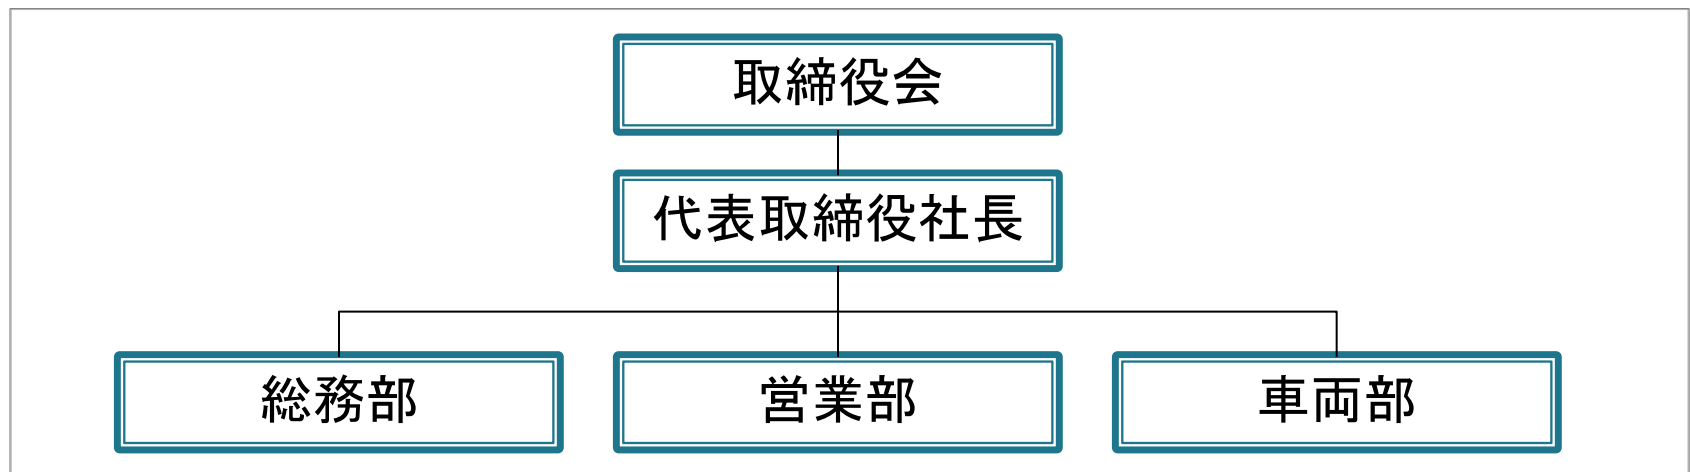 取締役会
代表取締役社長
総務部
営業部
車両部